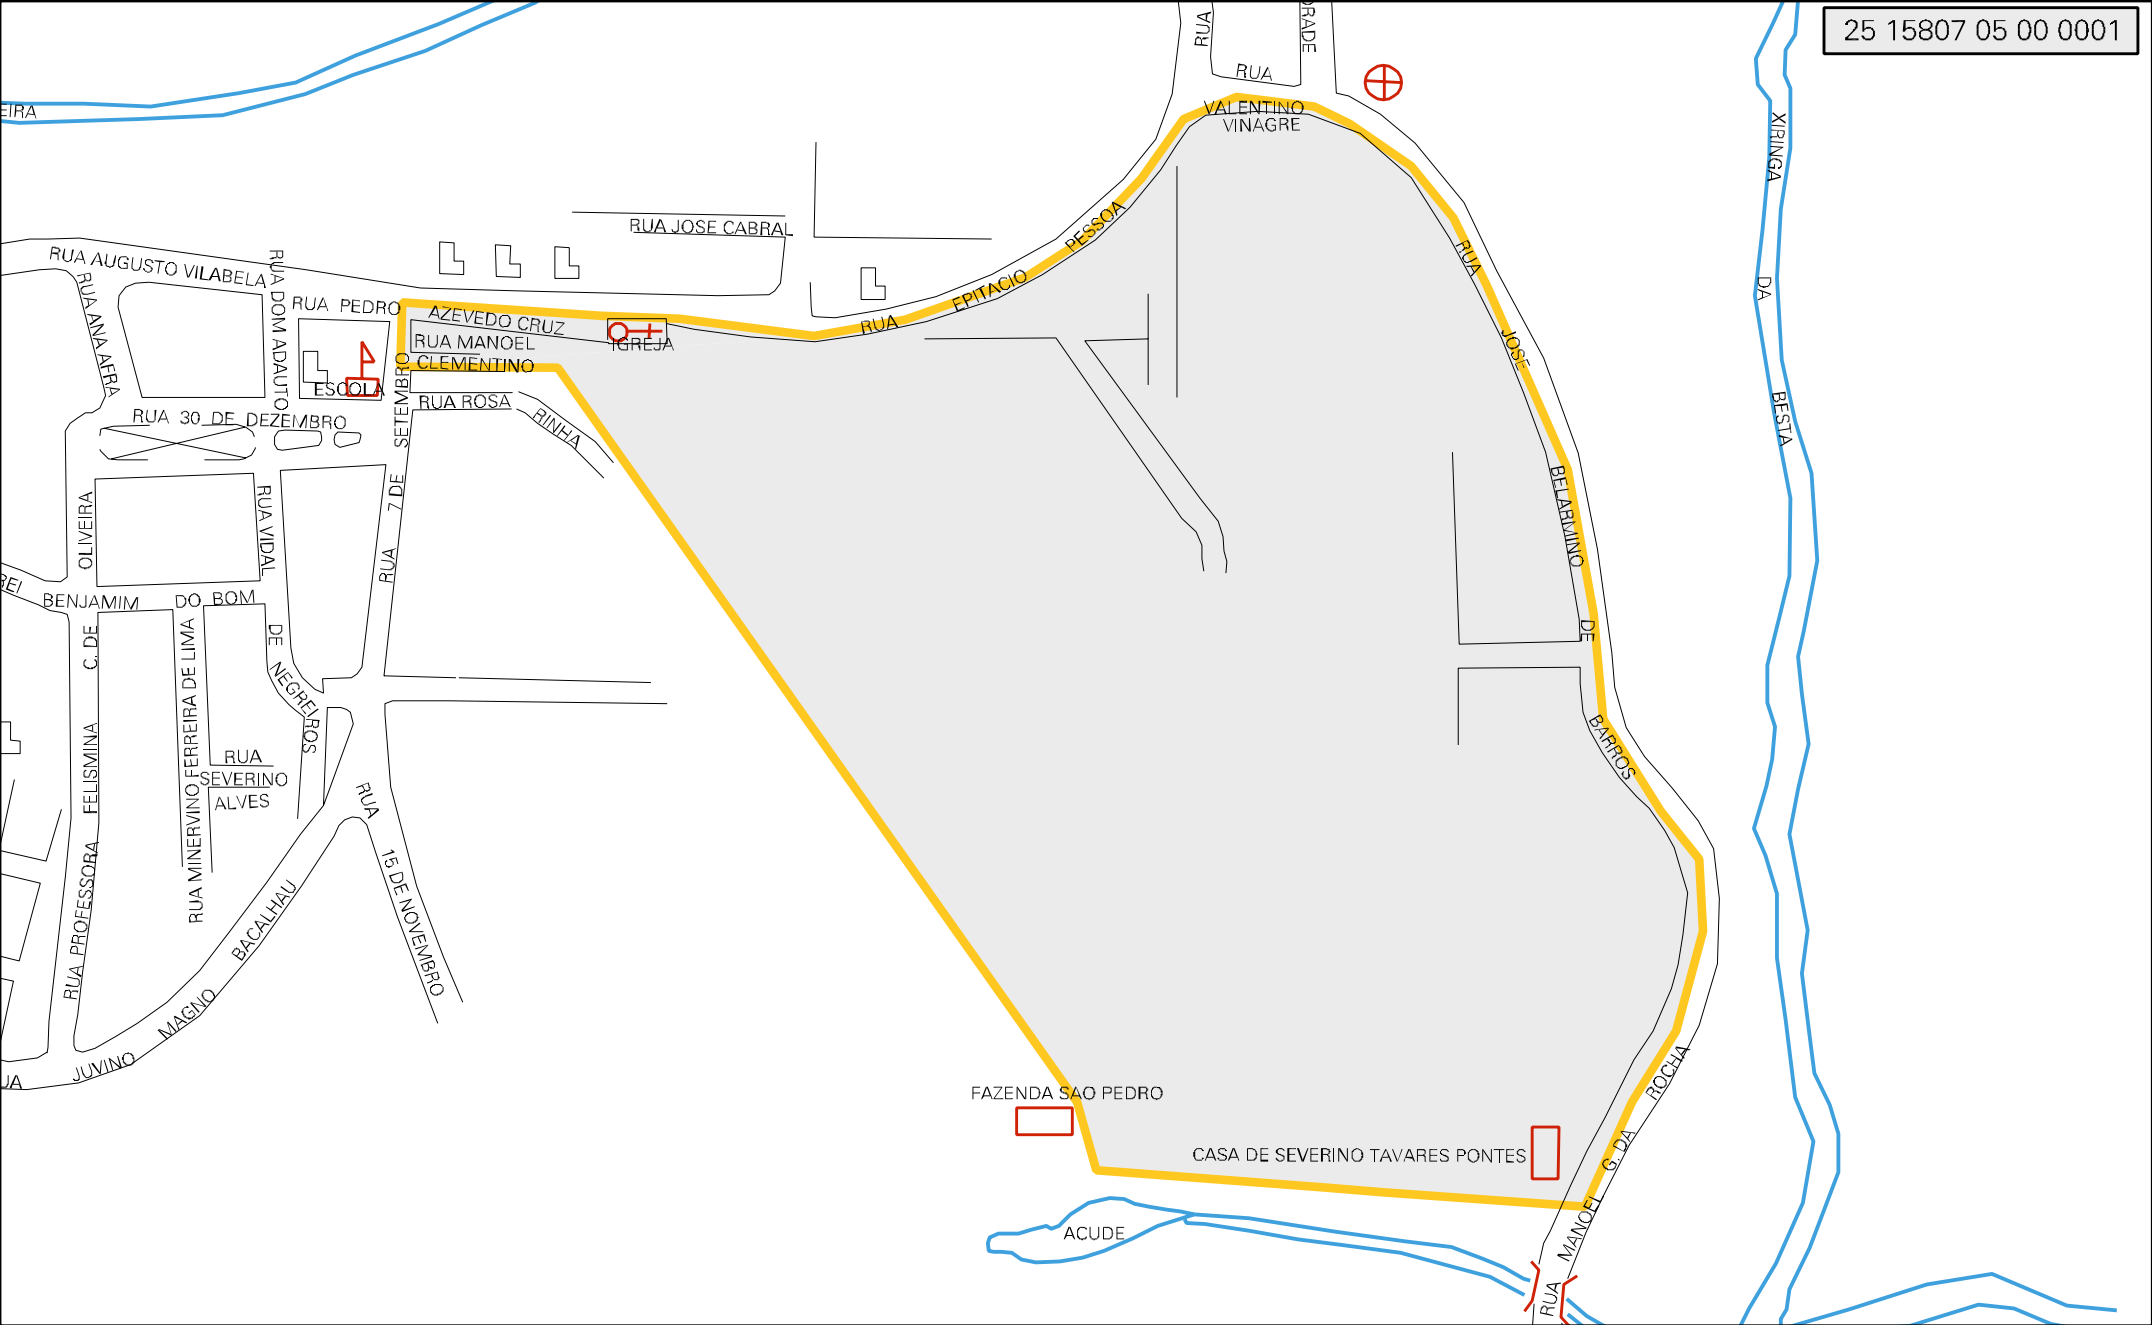 25 15807 05 00 0001
RUA
RUA
VALENTINO
VINAGRE
XIRINGA
DA
BESTA
RUA JOSE CABRAL
RUA AUGUSTO VILABELA
RUA ANA AFRA
RUA DOM ADAUTO
RUA PEDRO
AZEVEDO CRUZ
RUA MANOEL
CLEMENTINO
IGREJA
RUA EPITACIO PESSOA
RUA JOSE BELARMINO DE BARROS
ESCOLA
RUA ROSA
RINHA
RUA 30 DE DEZEMBRO
RUA 7 DE SETEMBRO
OLIVEIRA
RUA VIDAL
DE
NEGREIROS
BENJAMIM
DO BOM
RUA PROFESSORA FELISMINA C. DE
RUA MINERVINO FERREIRA DE LIMA
RUA
SEVERINO
ALVES
RUA
15 DE NOVEMBRO
JUVINO MAGNO BACALHAU
FAZENDA SAO PEDRO
CASA DE SEVERINO TAVARES PONTES
ACUDE
RUA MANOEL G. DA ROCHA